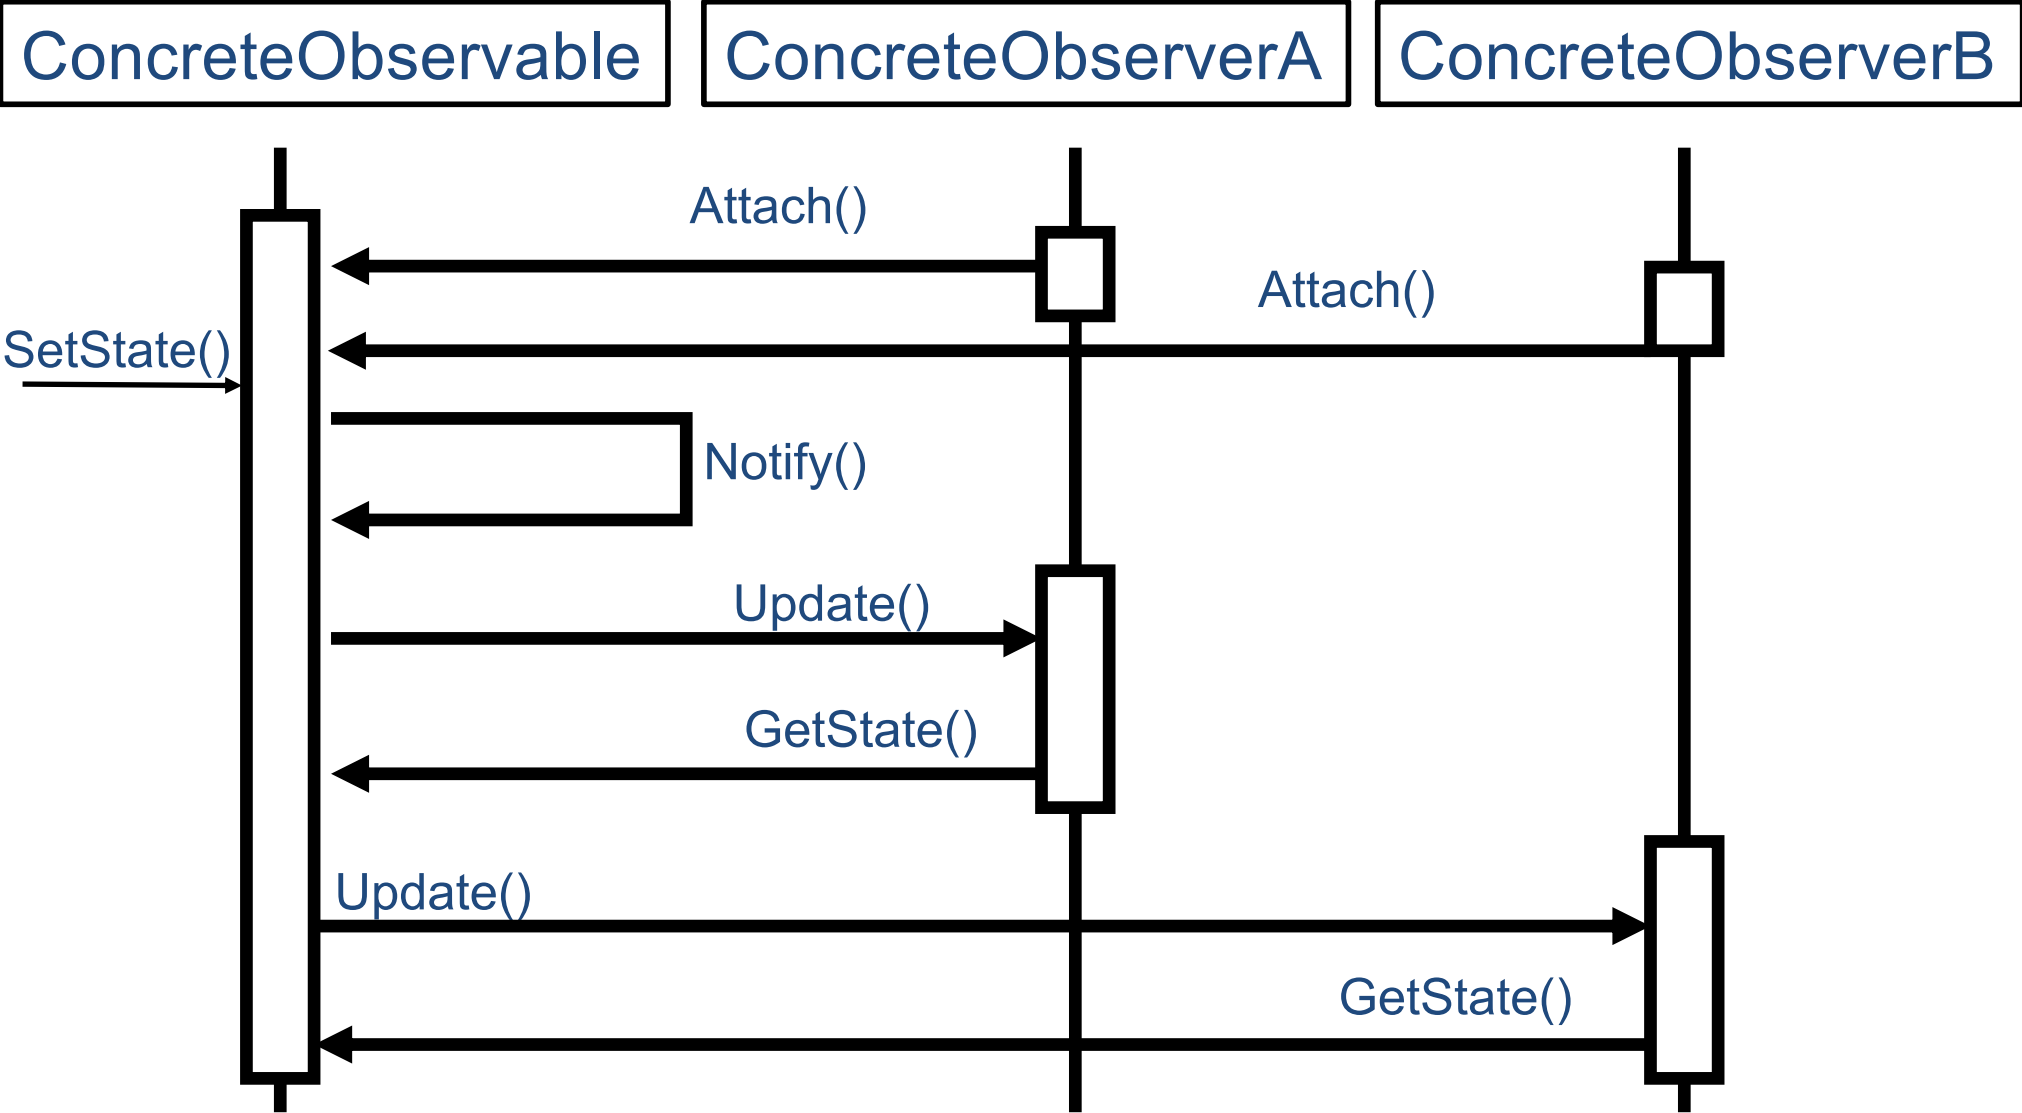 ConcreteObservable
ConcreteObserverA
ConcreteObserverB
Attach()
Attach()
SetState()
Notify()
Update()
GetState()
Update()
GetState()